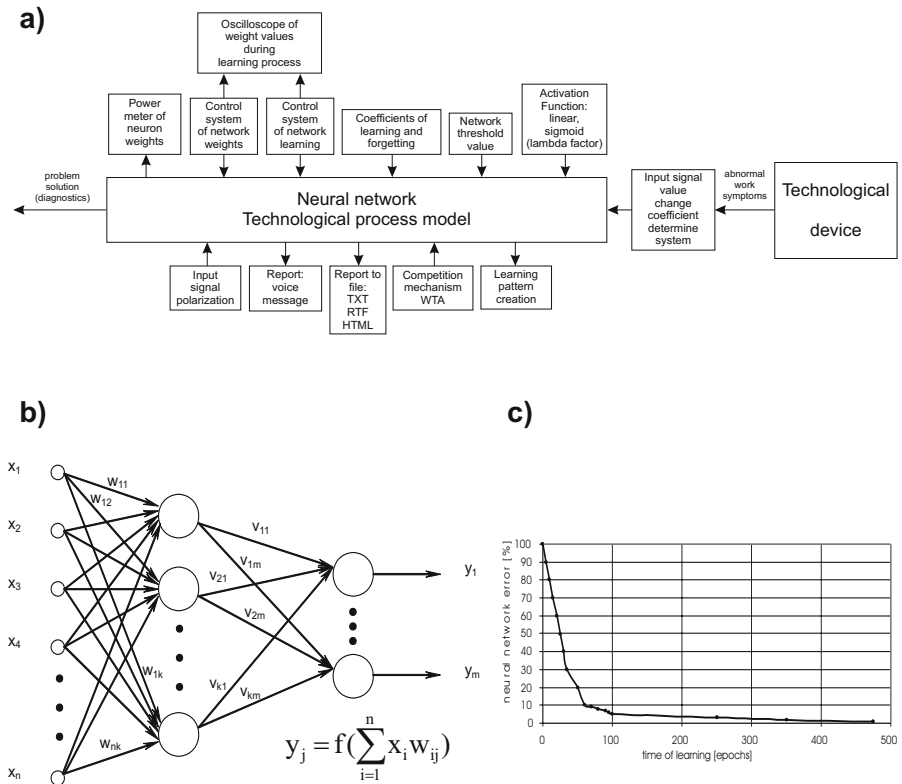 a)
Oscilloscope of
weight values
during
learning process
Power
meter of
neuron
weights
Control
system
of network
weights
Control
system
of network
learning
Coefficients
of learning and
forgetting
Network
threshold
value
Activation
Function:
linear,
sigmoid
(lambda factor)
problem
solution
(diagnostics)
Neural network
Technological process model
Input signal
value
change
coefficient
determine
system
abnormal
work
symptoms
Technological
device
Input
signal
polarization
Report:
voice
message
Report to
file:
TXT
RTF
HTML
Competition
mechanism
WTA
Learning
pattern
creation
b)
x₁
x₂
x₃
x₄
xₙ
w₁₁
w₁₂
w₁ₖ
wₙₖ
v₁₁
v₁ₘ
v₂₁
v₂ₘ
vₖ₁
vₖₘ
y₁
yₘ
y_j = f(∑_{i=1}^{n} x_i w_{ij})
c)
neural network error [%]
100
90
80
70
60
50
40
30
20
10
0
0 100 200 300 400 500
time of learning [epochs]